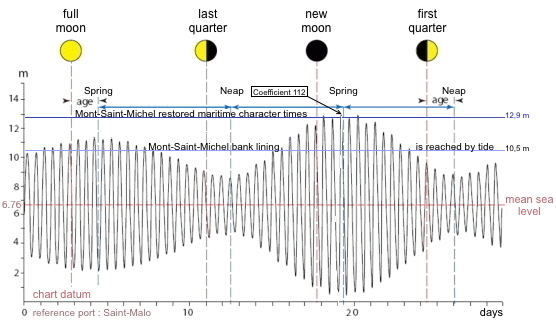 full
moon
last
quarter
new
moon
first
quarter
m
Spring
Neap
Coefficient 112
Spring
Neap
age
age
14
Mont-Saint-Michel restored maritime character times
12.9 m
12
Mont-Saint-Michel bank lining
is reached by tide
10,5 m
10
8
6.76
6
mean sea
level
4
2
chart datum
0
10
20
days
reference port : Saint-Malo